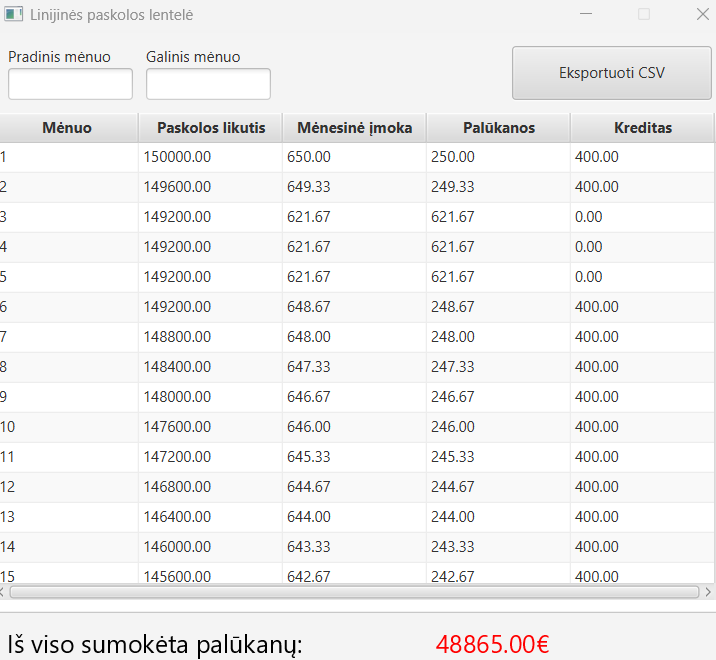 Linijinės paskolos lentelė
Pradinis mėnuo Galinis mėnuo
Eksportuoti CSV
Mėnuo Paskolos likutis Mėnesinė įmoka Palūkanos Kreditas
1 150000.00 650.00 250.00 400.00
2 149600.00 649.33 249.33 400.00
3 149200.00 621.67 621.67 0.00
4 149200.00 621.67 621.67 0.00
5 149200.00 621.67 621.67 0.00
6 149200.00 648.67 248.67 400.00
7 148800.00 648.00 248.00 400.00
8 148400.00 647.33 247.33 400.00
9 148000.00 646.67 246.67 400.00
10 147600.00 646.00 246.00 400.00
11 147200.00 645.33 245.33 400.00
12 146800.00 644.67 244.67 400.00
13 146400.00 644.00 244.00 400.00
14 146000.00 643.33 243.33 400.00
15 145600.00 642.67 242.67 400.00
Iš viso sumokėta palūkanų: 48865.00€